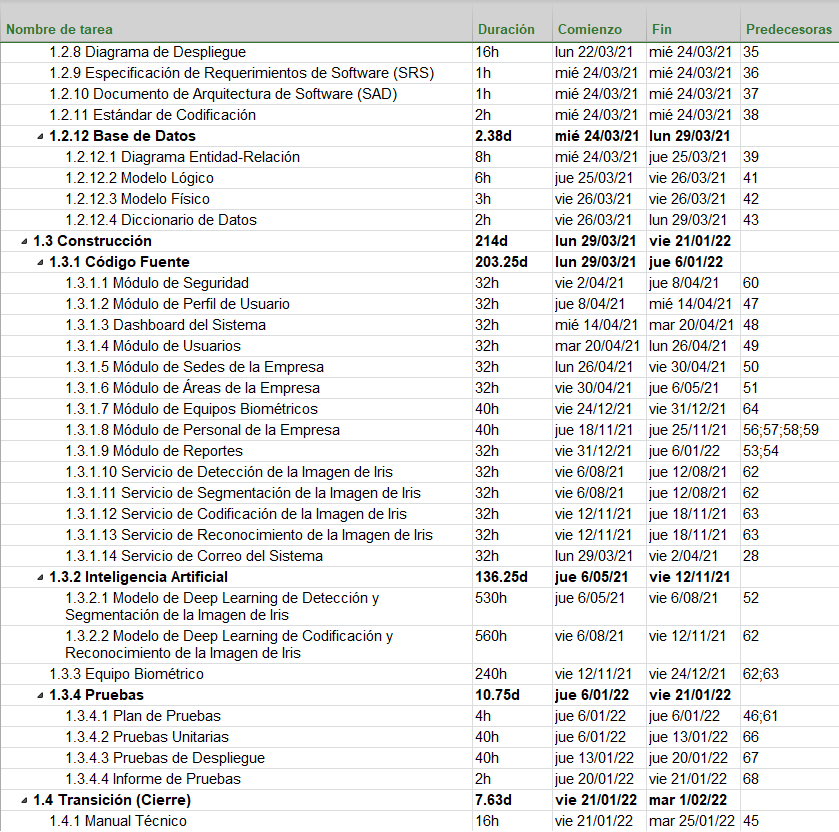 Nombre de tarea Duración Comienzo Fin Predecesoras
1.2.8 Diagrama de Despliegue 16h lun 22/03/21 mié 24/03/21 35
1.2.9 Especificación de Requerimientos de Software (SRS) 1h mié 24/03/21 mié 24/03/21 36
1.2.10 Documento de Arquitectura de Software (SAD) 1h mié 24/03/21 mié 24/03/21 37
1.2.11 Estándar de Codificación 2h mié 24/03/21 mié 24/03/21 38
1.2.12 Base de Datos 2.38d mié 24/03/21 lun 29/03/21
1.2.12.1 Diagrama Entidad-Relación 8h mié 24/03/21 jue 25/03/21 39
1.2.12.2 Modelo Lógico 6h jue 25/03/21 vie 26/03/21 41
1.2.12.3 Modelo Físico 3h vie 26/03/21 vie 26/03/21 42
1.2.12.4 Diccionario de Datos 2h vie 26/03/21 lun 29/03/21 43
1.3 Construcción 214d lun 29/03/21 vie 21/01/22
1.3.1 Código Fuente 203.25d lun 29/03/21 jue 6/01/22
1.3.1.1 Módulo de Seguridad 32h vie 2/04/21 jue 8/04/21 60
1.3.1.2 Módulo de Perfil de Usuario 32h jue 8/04/21 mié 14/04/21 47
1.3.1.3 Dashboard del Sistema 32h mié 14/04/21 mar 20/04/21 48
1.3.1.4 Módulo de Usuarios 32h mar 20/04/21 lun 26/04/21 49
1.3.1.5 Módulo de Sedes de la Empresa 32h lun 26/04/21 vie 30/04/21 50
1.3.1.6 Módulo de Áreas de la Empresa 32h vie 30/04/21 jue 6/05/21 51
1.3.1.7 Módulo de Equipos Biométricos 40h vie 24/12/21 vie 31/12/21 64
1.3.1.8 Módulo de Personal de la Empresa 40h jue 18/11/21 jue 25/11/21 56;57;58;59
1.3.1.9 Módulo de Reportes 32h vie 31/12/21 jue 6/01/22 53;54
1.3.1.10 Servicio de Detección de la Imagen de Iris 32h vie 6/08/21 jue 12/08/21 62
1.3.1.11 Servicio de Segmentación de la Imagen de Iris 32h vie 6/08/21 jue 12/08/21 62
1.3.1.12 Servicio de Codificación de la Imagen de Iris 32h vie 12/11/21 jue 18/11/21 63
1.3.1.13 Servicio de Reconocimiento de la Imagen de Iris 32h vie 12/11/21 jue 18/11/21 63
1.3.1.14 Servicio de Correo del Sistema 32h lun 29/03/21 vie 2/04/21 28
1.3.2 Inteligencia Artificial 136.25d jue 6/05/21 vie 12/11/21
1.3.2.1 Modelo de Deep Learning de Detección y 530h jue 6/05/21 vie 6/08/21 52
Segmentación de la Imagen de Iris
1.3.2.2 Modelo de Deep Learning de Codificación y 560h vie 6/08/21 vie 12/11/21 62
Reconocimiento de la Imagen de Iris
1.3.3 Equipo Biométrico 240h vie 12/11/21 vie 24/12/21 62;63
1.3.4 Pruebas 10.75d jue 6/01/22 vie 21/01/22
1.3.4.1 Plan de Pruebas 4h jue 6/01/22 jue 6/01/22 46;61
1.3.4.2 Pruebas Unitarias 40h jue 6/01/22 jue 13/01/22 66
1.3.4.3 Pruebas de Despliegue 40h jue 13/01/22 jue 20/01/22 67
1.3.4.4 Informe de Pruebas 2h jue 20/01/22 vie 21/01/22 68
1.4 Transición (Cierre) 7.63d vie 21/01/22 mar 1/02/22
1.4.1 Manual Técnico 16h vie 21/01/22 mar 25/01/22 45